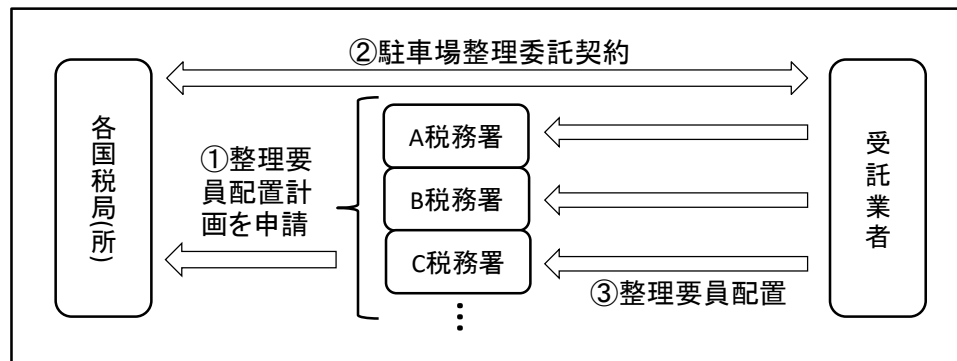 ②駐車場整理委託契約
各国税局(所)
①整理要
員配置計
画を申請
A税務署
B税務署
C税務署
⋮
③整理要員配置
受託業者